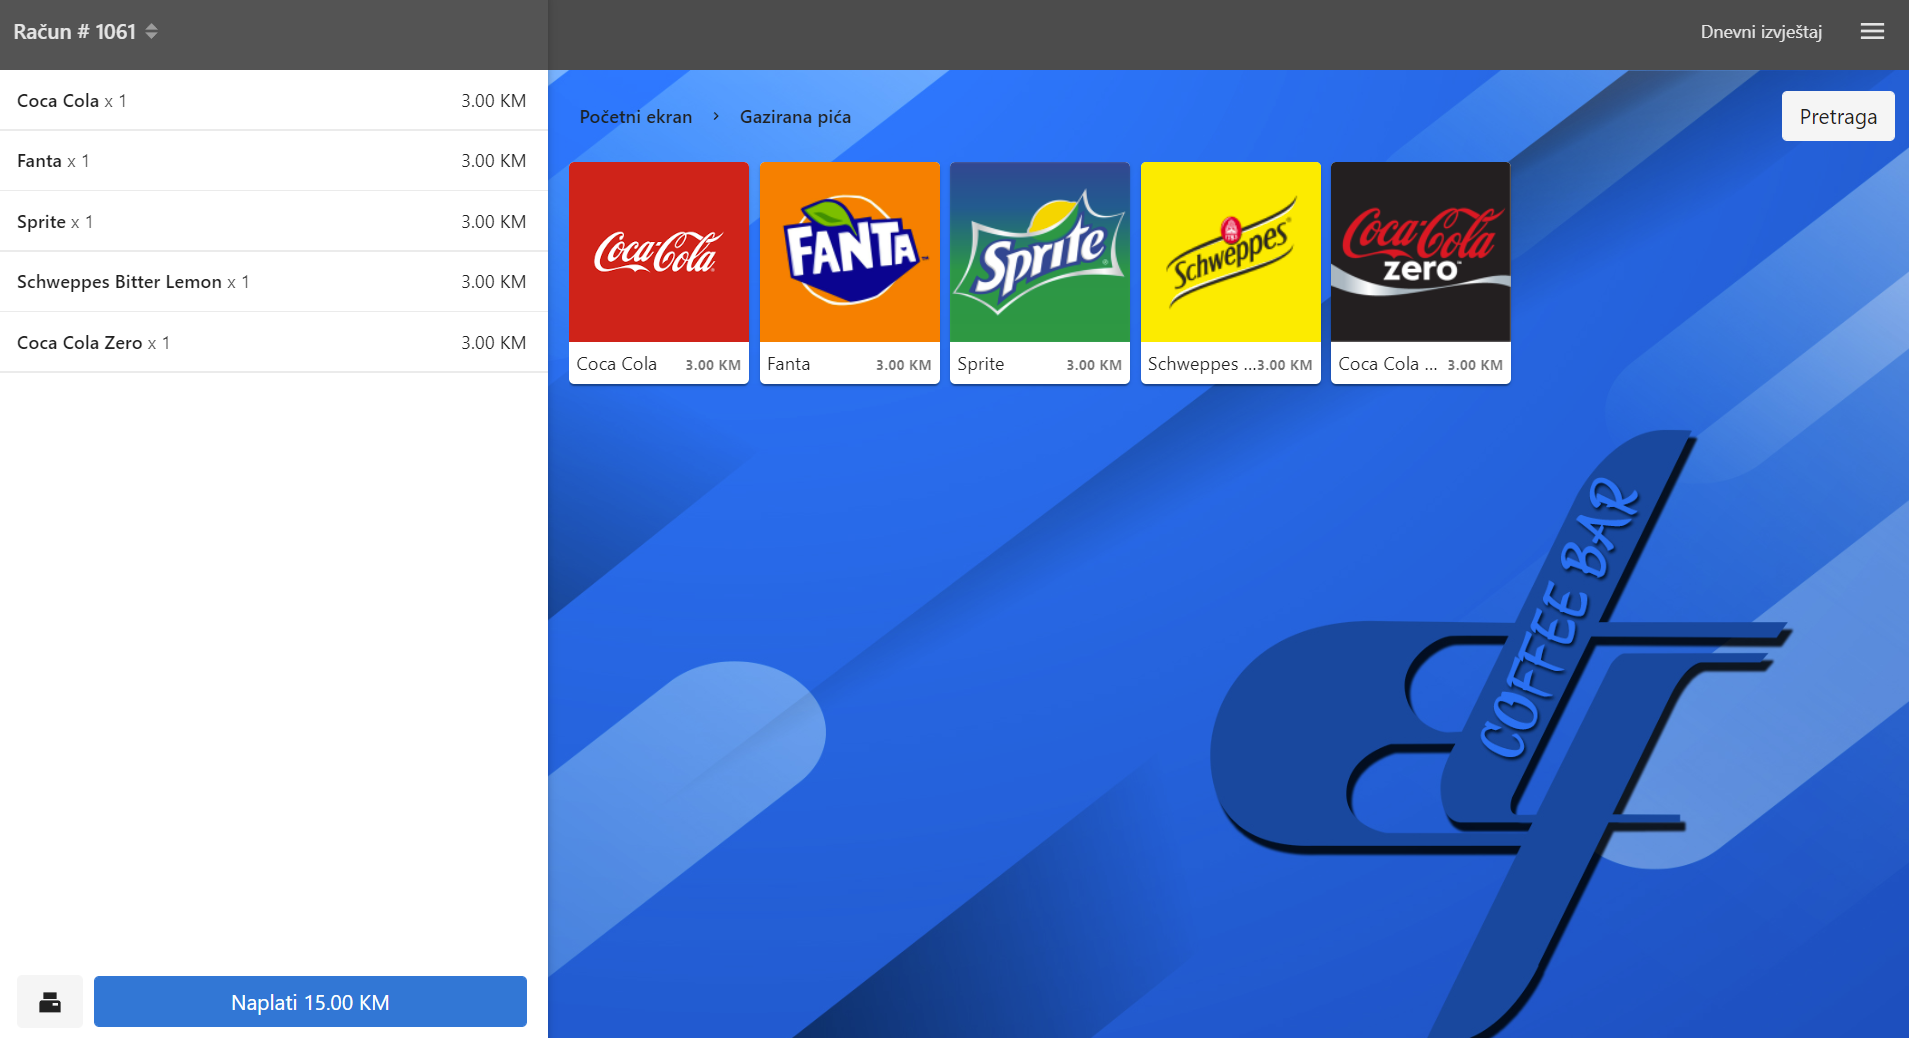 Račun # 1061
Dnevni izvještaj
Coca Cola x 1 3.00 KM
Fanta x 1 3.00 KM
Sprite x 1 3.00 KM
Schweppes Bitter Lemon x 1 3.00 KM
Coca Cola Zero x 1 3.00 KM
Naplati 15.00 KM
Početni ekran > Gazirana pića
Pretraga
Coca-Cola
FANTA
Sprite
Schweppes
Coca-Cola zero
Coca Cola 3.00 KM
Fanta 3.00 KM
Sprite 3.00 KM
Schweppes ...3.00 KM
Coca Cola ... 3.00 KM
COFFEE BAR